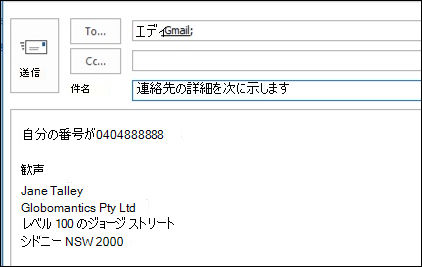 To...
エディ Gmail;
送信
Cc...
件名
連絡先の詳細を次に示します
自分の番号が0404888888
歓声
Jane Talley
Globomantics Pty Ltd
レベル 100 のジョージ ストリート
シドニー NSW 2000